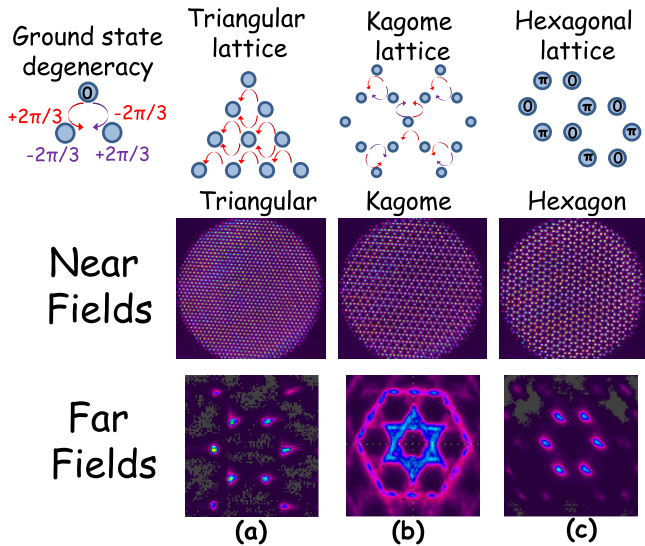 Ground state
degeneracy
0
+2π/3
-2π/3
-2π/3
+2π/3
Triangular
lattice
Kagome
lattice
Hexagonal
lattice
π 0
0 π 0
π 0 π
π 0
Triangular
Kagome
Hexagon
Near
Fields
Far
Fields
(a)
(b)
(c)